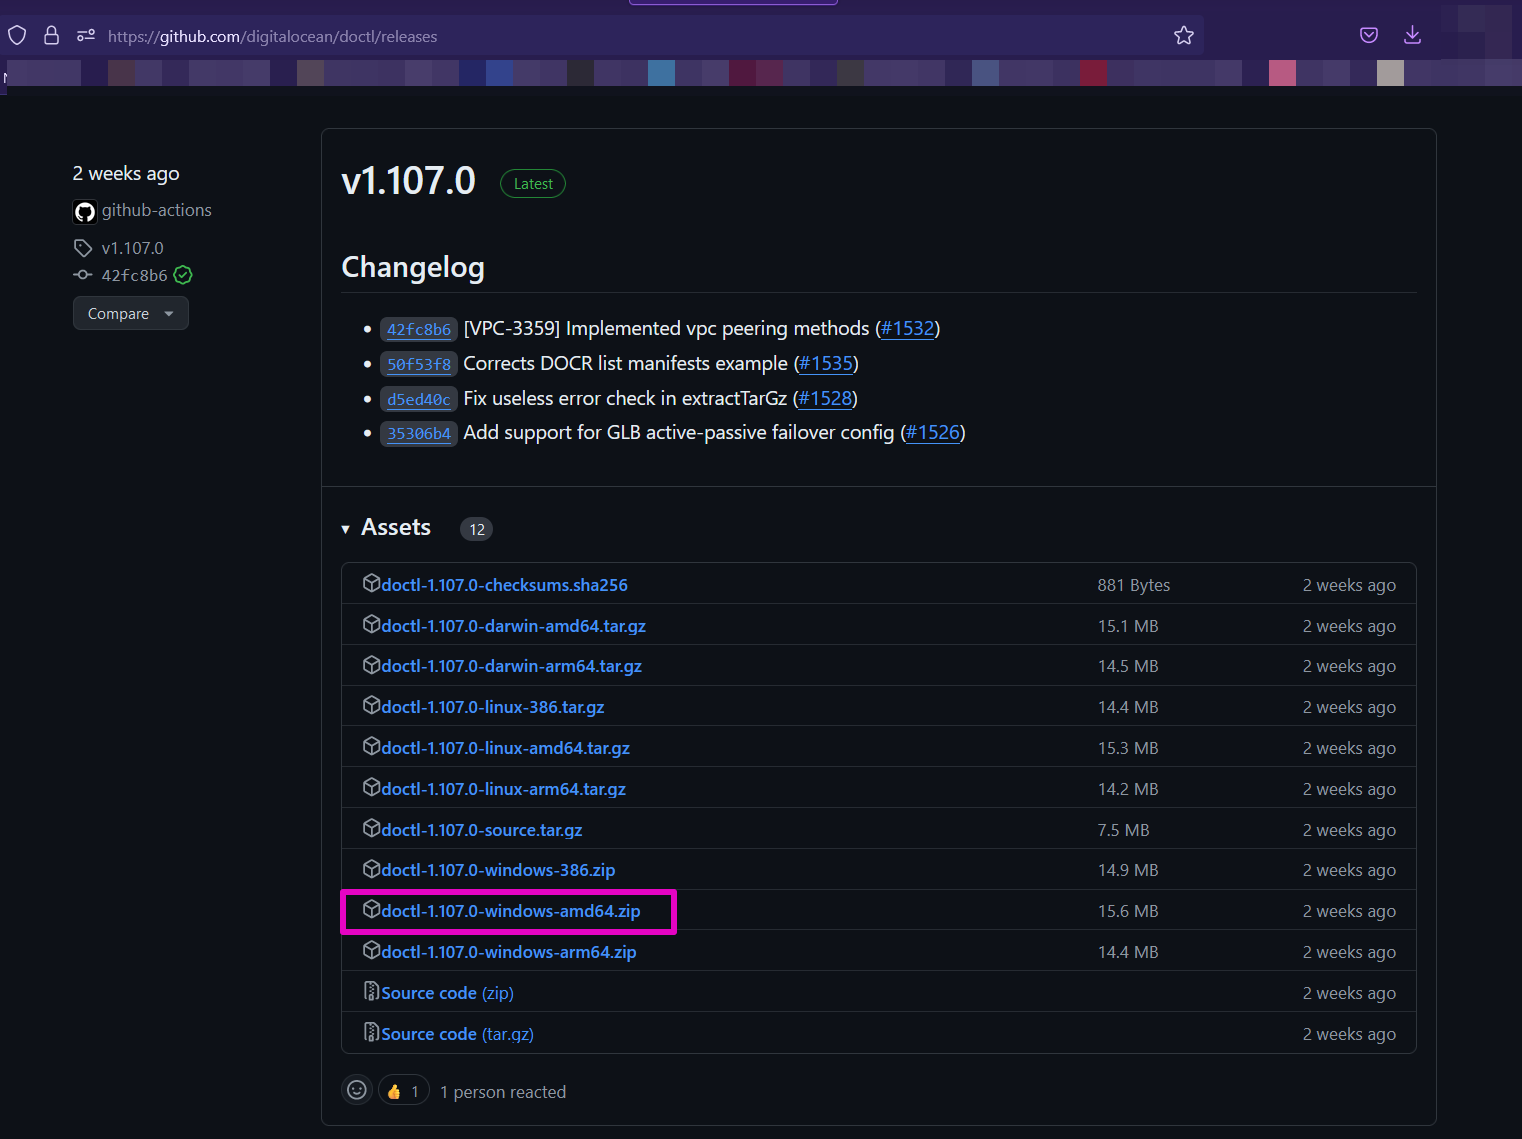 https://github.com/digitalocean/doctl/releases
2 weeks ago
github-actions
v1.107.0
42fc8b6
Compare
v1.107.0 Latest
Changelog
42fc8b6 [VPC-3359] Implemented vpc peering methods (#1532)
50f53f8 Corrects DOCR list manifests example (#1535)
d5ed40c Fix useless error check in extractTarGz (#1528)
35306b4 Add support for GLB active-passive failover config (#1526)
Assets 12
doctl-1.107.0-checksums.sha256 881 Bytes 2 weeks ago
doctl-1.107.0-darwin-amd64.tar.gz 15.1 MB 2 weeks ago
doctl-1.107.0-darwin-arm64.tar.gz 14.5 MB 2 weeks ago
doctl-1.107.0-linux-386.tar.gz 14.4 MB 2 weeks ago
doctl-1.107.0-linux-amd64.tar.gz 15.3 MB 2 weeks ago
doctl-1.107.0-linux-arm64.tar.gz 14.2 MB 2 weeks ago
doctl-1.107.0-source.tar.gz 7.5 MB 2 weeks ago
doctl-1.107.0-windows-386.zip 14.9 MB 2 weeks ago
doctl-1.107.0-windows-amd64.zip 15.6 MB 2 weeks ago
doctl-1.107.0-windows-arm64.zip 14.4 MB 2 weeks ago
Source code (zip) 2 weeks ago
Source code (tar.gz) 2 weeks ago
👍 1 1 person reacted